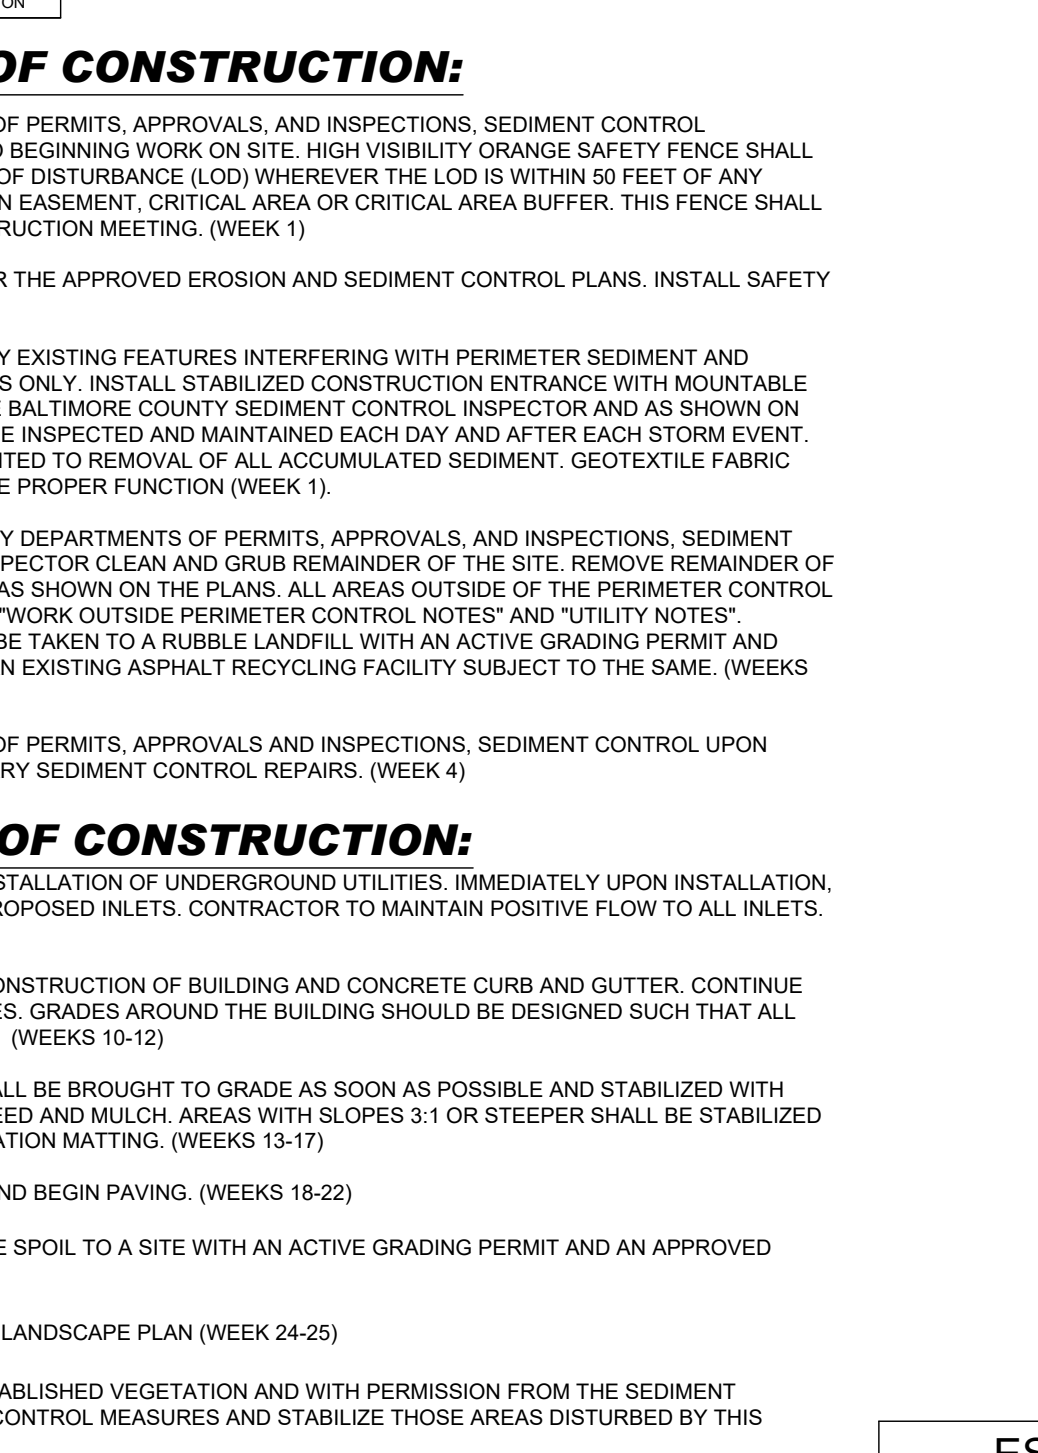 OF CONSTRUCTION:
OF PERMITS, APPROVALS, AND INSPECTIONS, SEDIMENT CONTROL
BEGINNING WORK ON SITE. HIGH VISIBILITY ORANGE SAFETY FENCE SHALL
OF DISTURBANCE (LOD) WHEREVER THE LOD IS WITHIN 50 FEET OF ANY
EASEMENT, CRITICAL AREA OR CRITICAL AREA BUFFER. THIS FENCE SHALL
RUCTION MEETING. (WEEK 1)
R THE APPROVED EROSION AND SEDIMENT CONTROL PLANS. INSTALL SAFETY
Y EXISTING FEATURES INTERFERING WITH PERIMETER SEDIMENT AND
S ONLY. INSTALL STABILIZED CONSTRUCTION ENTRANCE WITH MOUNTABLE
E BALTIMORE COUNTY SEDIMENT CONTROL INSPECTOR AND AS SHOWN ON
E INSPECTED AND MAINTAINED EACH DAY AND AFTER EACH STORM EVENT.
ITED TO REMOVAL OF ALL ACCUMULATED SEDIMENT. GEOTEXTILE FABRIC
E PROPER FUNCTION (WEEK 1).
Y DEPARTMENTS OF PERMITS, APPROVALS, AND INSPECTIONS, SEDIMENT
SPECTOR CLEAN AND GRUB REMAINDER OF THE SITE. REMOVE REMAINDER OF
AS SHOWN ON THE PLANS. ALL AREAS OUTSIDE OF THE PERIMETER CONTROL
"WORK OUTSIDE PERIMETER CONTROL NOTES" AND "UTILITY NOTES".
BE TAKEN TO A RUBBLE LANDFILL WITH AN ACTIVE GRADING PERMIT AND
N EXISTING ASPHALT RECYCLING FACILITY SUBJECT TO THE SAME. (WEEKS
OF PERMITS, APPROVALS AND INSPECTIONS, SEDIMENT CONTROL UPON
RY SEDIMENT CONTROL REPAIRS. (WEEK 4)
OF CONSTRUCTION:
STALLATION OF UNDERGROUND UTILITIES. IMMEDIATELY UPON INSTALLATION,
ROPOSED INLETS. CONTRACTOR TO MAINTAIN POSITIVE FLOW TO ALL INLETS.
ONSTRUCTION OF BUILDING AND CONCRETE CURB AND GUTTER. CONTINUE
ES. GRADES AROUND THE BUILDING SHOULD BE DESIGNED SUCH THAT ALL
(WEEKS 10-12)
ALL BE BROUGHT TO GRADE AS SOON AS POSSIBLE AND STABILIZED WITH
EED AND MULCH. AREAS WITH SLOPES 3:1 OR STEEPER SHALL BE STABILIZED
ATION MATTING. (WEEKS 13-17)
ND BEGIN PAVING. (WEEKS 18-22)
E SPOIL TO A SITE WITH AN ACTIVE GRADING PERMIT AND AN APPROVED
LANDSCAPE PLAN (WEEK 24-25)
ABLISHED VEGETATION AND WITH PERMISSION FROM THE SEDIMENT
CONTROL MEASURES AND STABILIZE THOSE AREAS DISTURBED BY THIS